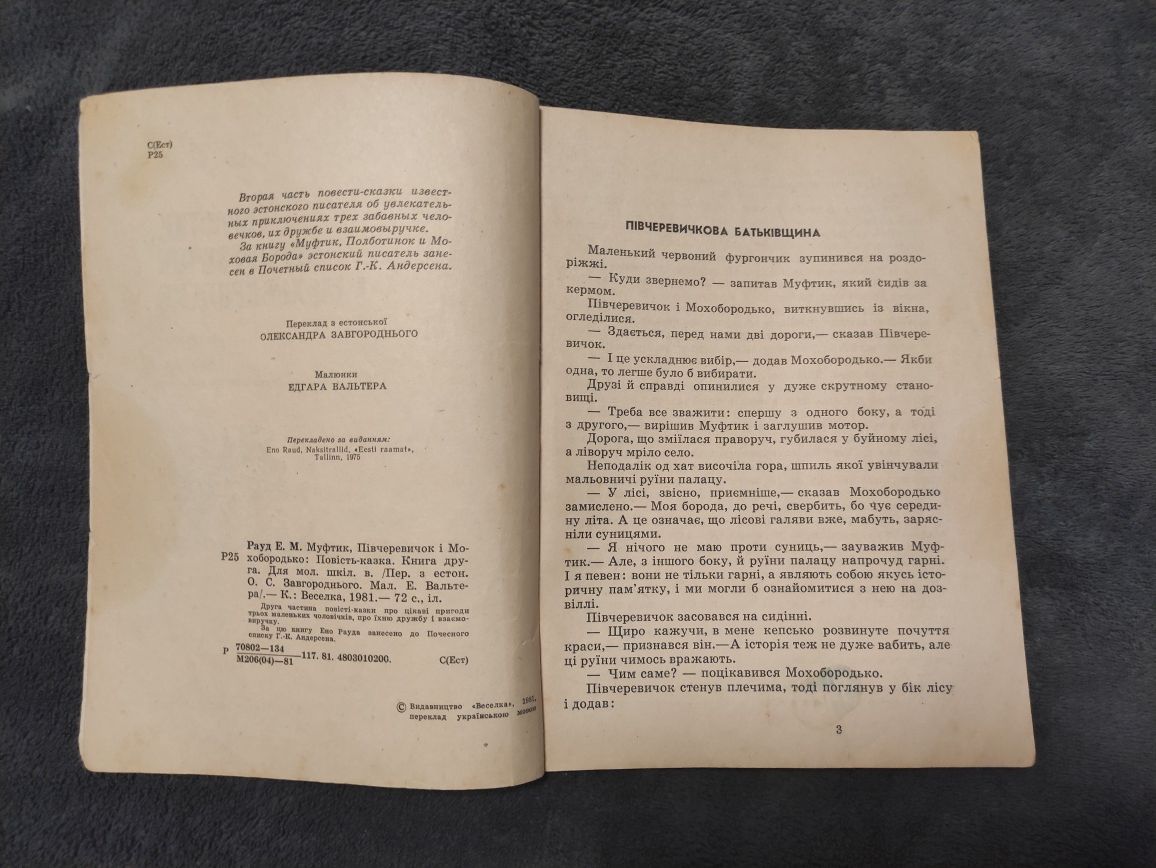 С(Ест)
Р25
Вторая часть повести-сказки извест-
ного эстонского писателя об увлекатель-
ных приключениях трех забавных чело-
вечков, их дружбе и взаимовыручке.
За книгу «Муфтик, Полботинок и Мо-
ховая Борода» эстонский писатель зане-
сен в Почетный список Г.-К. Андерсена.
Переклад з естонської
ОЛЕКСАНДРА ЗАВГОРОДНЬОГО
Малюнки
ЕДГАРА ВАЛЬТЕРА
Перекладено за виданням:
Eno Raud, Naksitrallid, «Eesti raamat»,
Tallinn, 1975
Рауд Е. М. Муфтик, Півчеревичок і Мо-
Р25 хобородько: Повість-казка. Книга дру-
га. Для мол. шкіл. в. /Пер. з естон.
О. С. Завгороднього. Мал. Е. Вальте-
ра/.— К.: Веселка, 1981.— 72 с., іл.
Друга частина повісті-казки про цікаві пригоди
трьох маленьких чоловічків, про їхню дружбу і взаємо-
виручку.
За цю книгу Ено Рауда занесено до Почесного
списку Г.-К. Андерсена.
Р 70802—134
М206(04)—81 —117. 81. 4803010200. С(Ест)
© Видавництво «Веселка», 1981,
переклад українською мовою
ПІВЧЕРЕВИЧКОВА БАТЬКІВЩИНА
Маленький червоний фургончик зупинився на роздо-
ріжжі.
— Куди звернемо? — запитав Муфтик, який сидів за
кермом.
Півчеревичок і Мохобородько, виткнувшись із вікна,
огледілися.
— Здається, перед нами дві дороги,— сказав Півчере-
вичок.
— І це ускладнює вибір,— додав Мохобородько.— Якби
одна, то легше було б вибирати.
Друзі й справді опинилися у дуже скрутному стано-
вищі.
— Треба все зважити: спершу з одного боку, а тоді
з другого,— вирішив Муфтик і заглушив мотор.
Дорога, що зміїлася праворуч, губилася у буйному лісі,
а ліворуч мріло село.
Неподалік од хат височіла гора, шпиль якої увінчували
мальовничі руїни палацу.
— У лісі, звісно, приємніше,— сказав Мохобородько
замислено.— Моя борода, до речі, свербить, бо чує середи-
ну літа. А це означає, що лісові галяви вже, мабуть, зарясніли
ніли суницями.
— Я нічого не маю проти суниць,— зауважив Муф-
тик.— Але, з іншого боку, й руїни палацу напрочуд гарні.
І я певен: вони не тільки гарні, а являють собою якусь істо-
ричну пам'ятку, і ми могли б ознайомитися з нею на доз-
віллі.
Півчеревичок засовався на сидінні.
— Щиро кажучи, в мене кепсько розвинуте почуття
краси,— признався він.—А історія теж не дуже вабить, але
ці руїни чимось вражають.
— Чим саме? — поцікавився Мохобородько.
Півчеревичок стенув плечима, тоді поглянув у бік лісу
і додав:
3